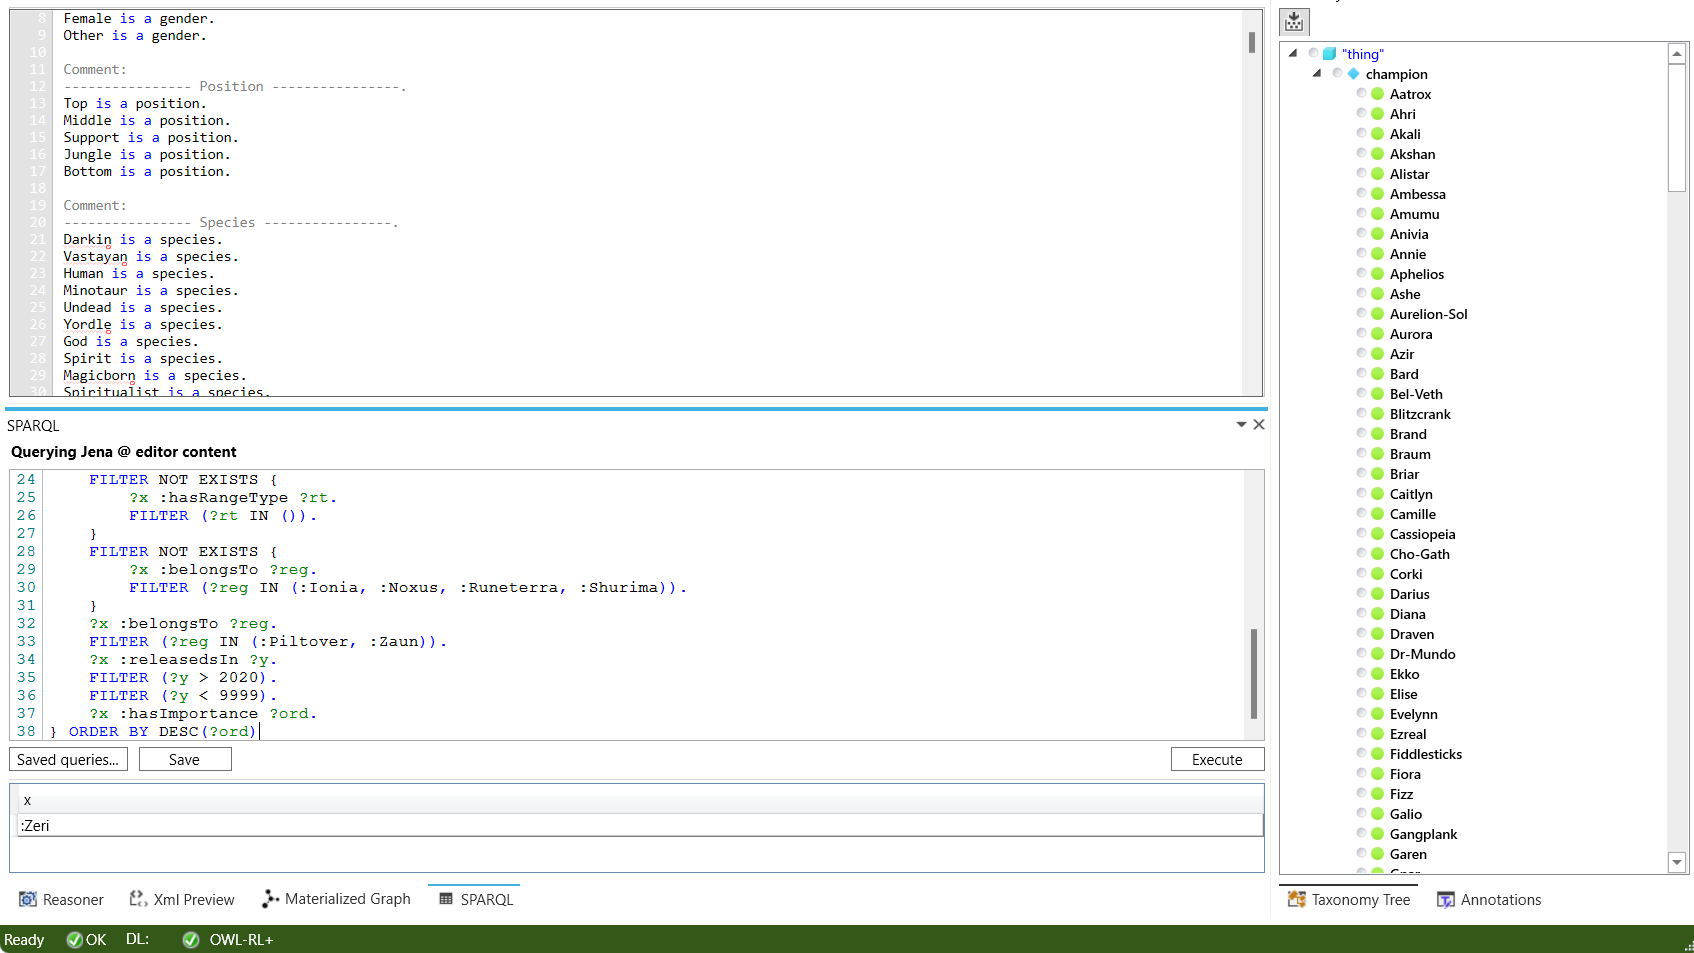 8 Female is a gender.
9 Other is a gender.
10
11 Comment:
12 ---------------- Position ----------------.
13 Top is a position.
14 Middle is a position.
15 Support is a position.
16 Jungle is a position.
17 Bottom is a position.
18
19 Comment:
20 ---------------- Species ----------------.
21 Darkin is a species.
22 Vastayan is a species.
23 Human is a species.
24 Minotaur is a species.
25 Undead is a species.
26 Yordle is a species.
27 God is a species.
28 Spirit is a species.
29 Magicborn is a species.
30 Spiritualist is a species.
SPARQL
Querying Jena @ editor content
24 FILTER NOT EXISTS {
25 ?x :hasRangeType ?rt.
26 FILTER (?rt IN ()).
27 }
28 FILTER NOT EXISTS {
29 ?x :belongsTo ?reg.
30 FILTER (?reg IN (:Ionia, :Noxus, :Runeterra, :Shurima)).
31 }
32 ?x :belongsTo ?reg.
33 FILTER (?reg IN (:Piltover, :Zaun)).
34 ?x :releasedsIn ?y.
35 FILTER (?y > 2020).
36 FILTER (?y < 9999).
37 ?x :hasImportance ?ord.
38 } ORDER BY DESC(?ord)
Saved queries... Save Execute
x
:Zeri
Reasoner Xml Preview Materialized Graph SPARQL
Ready OK DL: OWL-RL+
"thing"
champion
Aatrox
Ahri
Akali
Akshan
Alistar
Ambessa
Amumu
Anivia
Annie
Aphelios
Ashe
Aurelion-Sol
Aurora
Azir
Bard
Bel-Veth
Blitzcrank
Brand
Braum
Briar
Caitlyn
Camille
Cassiopeia
Cho-Gath
Corki
Darius
Diana
Draven
Dr-Mundo
Ekko
Elise
Evelynn
Ezreal
Fiddlesticks
Fiora
Fizz
Galio
Gangplank
Garen
Taxonomy Tree Annotations